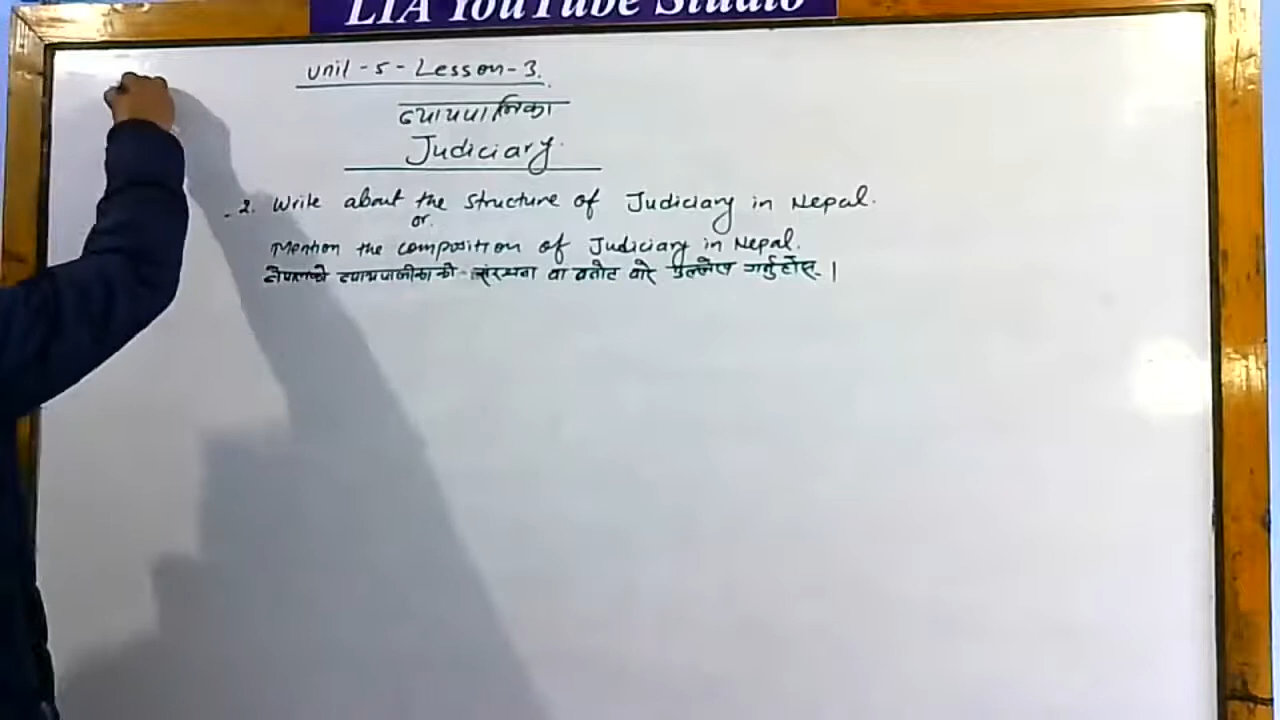 LIA YouTube Studio
Unit - 5 - Lesson - 3.
न्यायपालिका
Judiciary.
2. Write about the structure of Judiciary in Nepal.
or.
Mention the composition of Judiciary in Nepal.
नेपालको न्यायपालिकाको संरचना वा बनोट बारे उल्लेख गर्नुहोस् ।